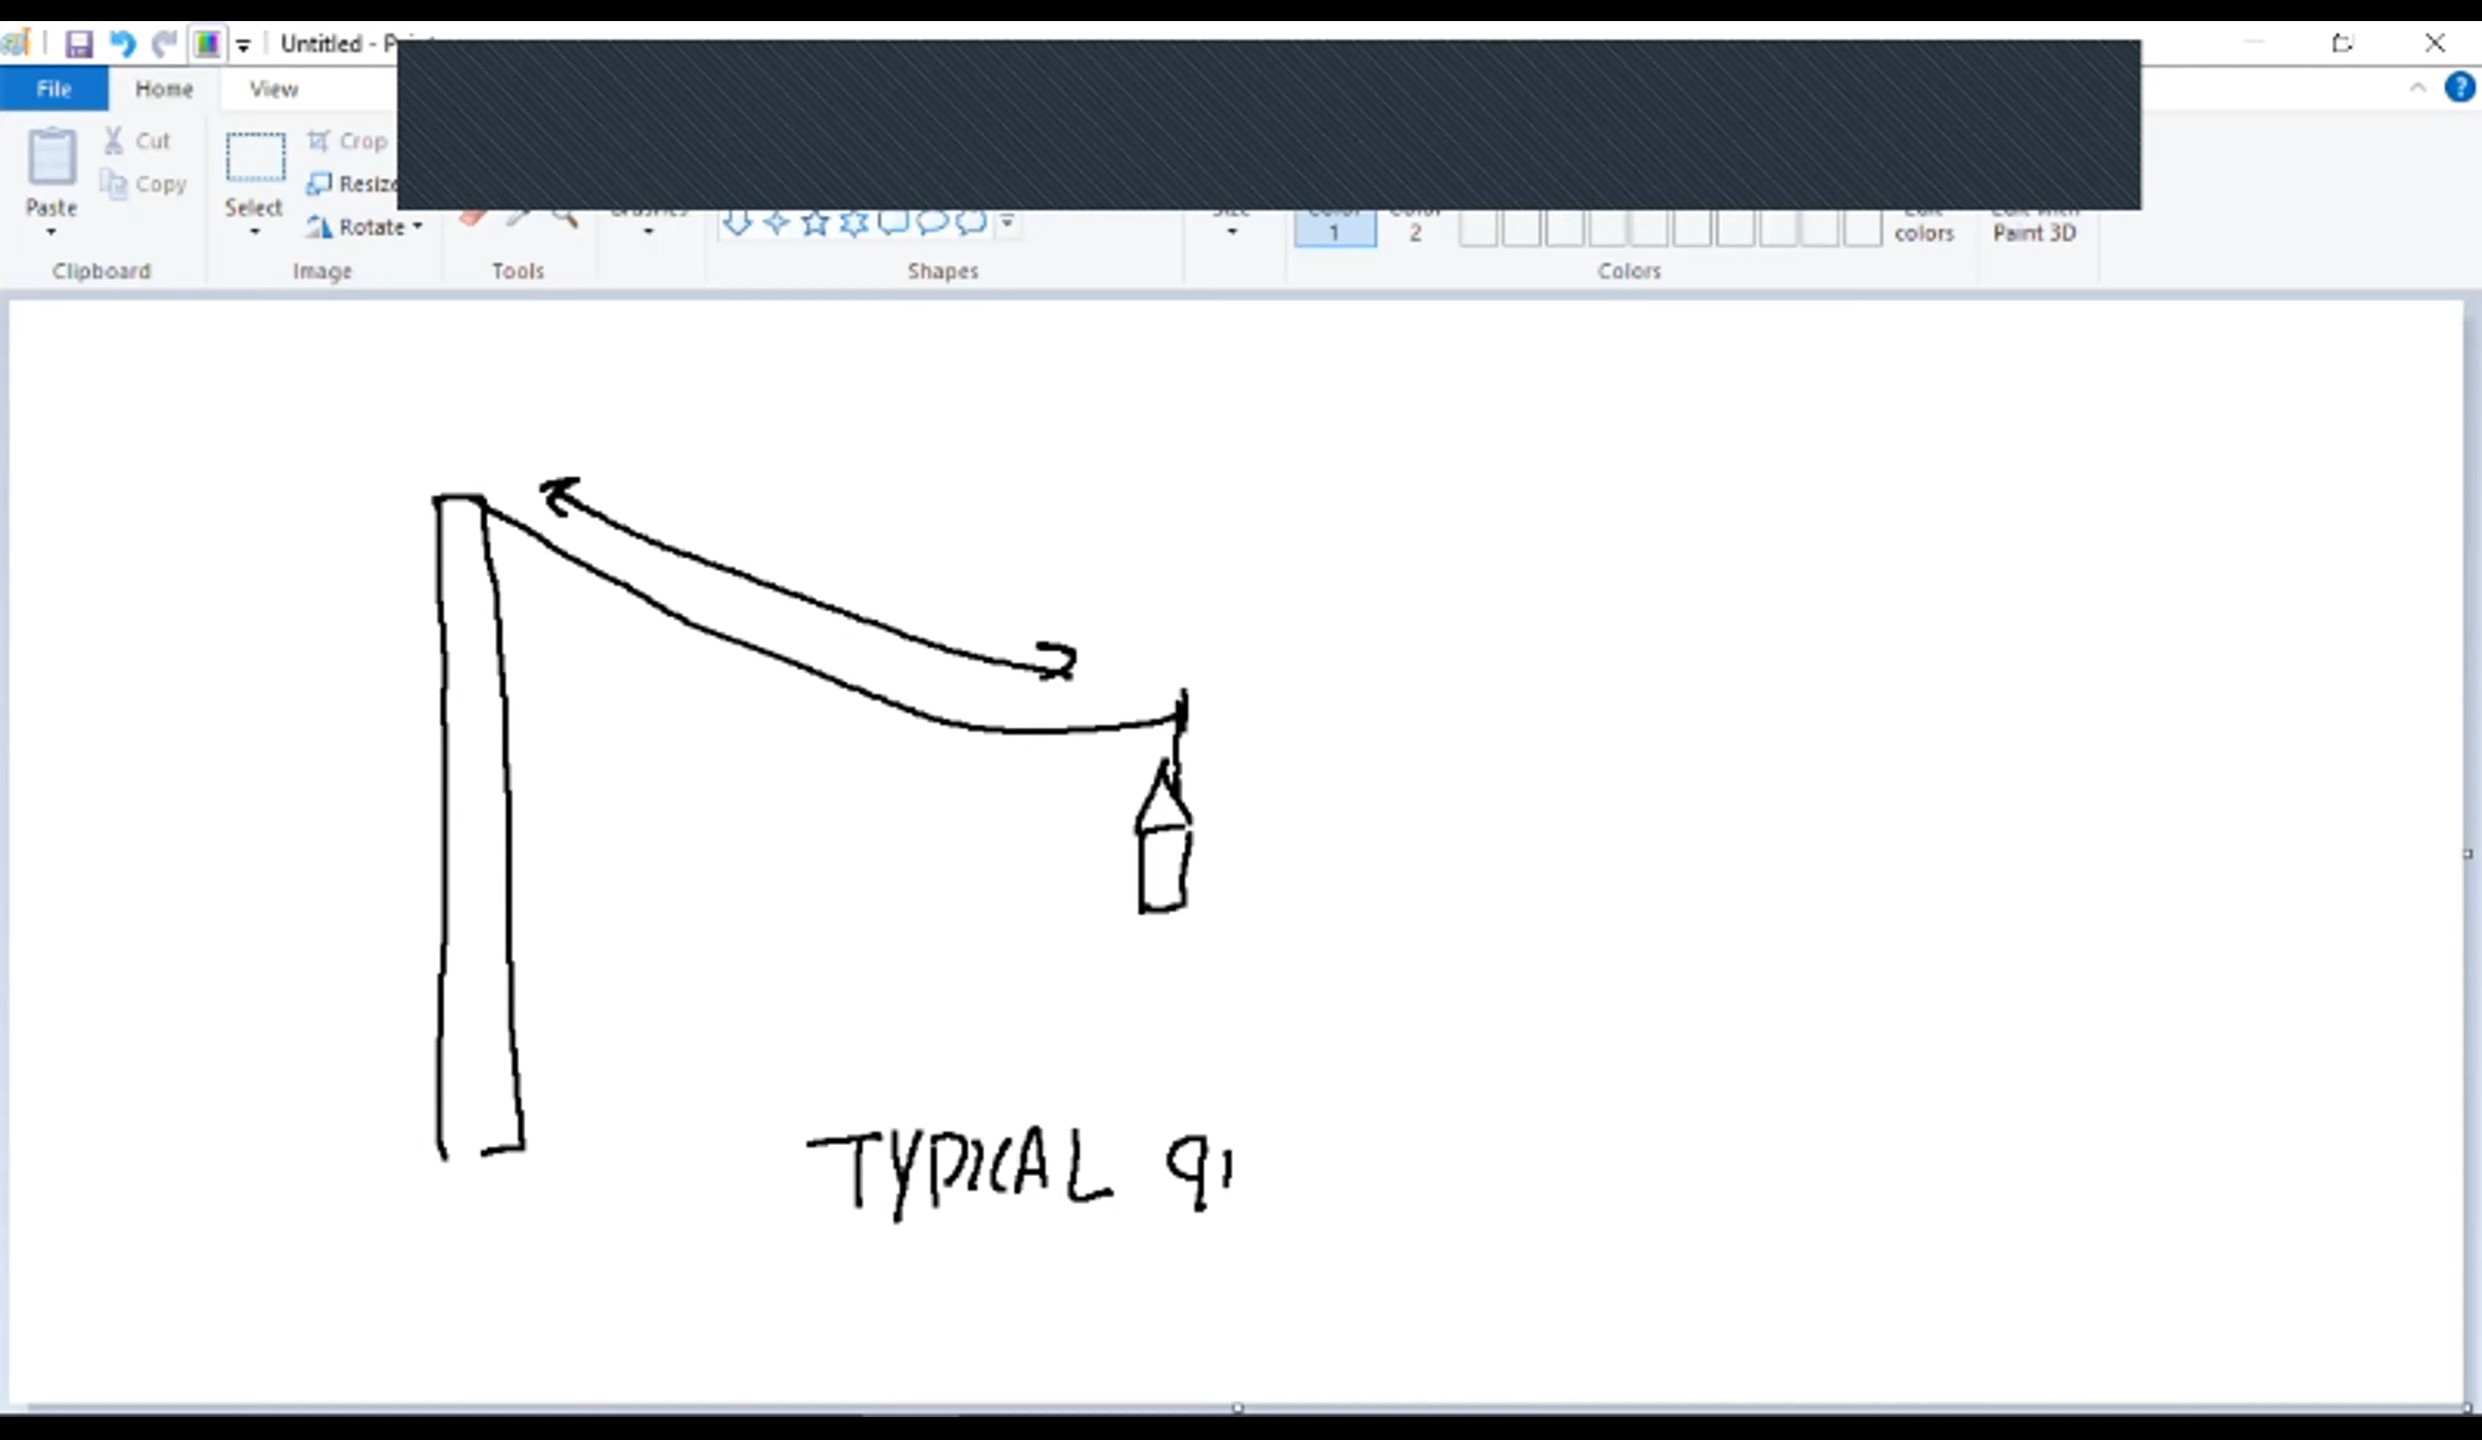 Untitled - P
File Home View
Cut
Copy
Paste
Crop
Resize
Select
Rotate
1 2
colors
Paint 3D
Clipboard Image Tools Shapes Colors
TYPICAL 91